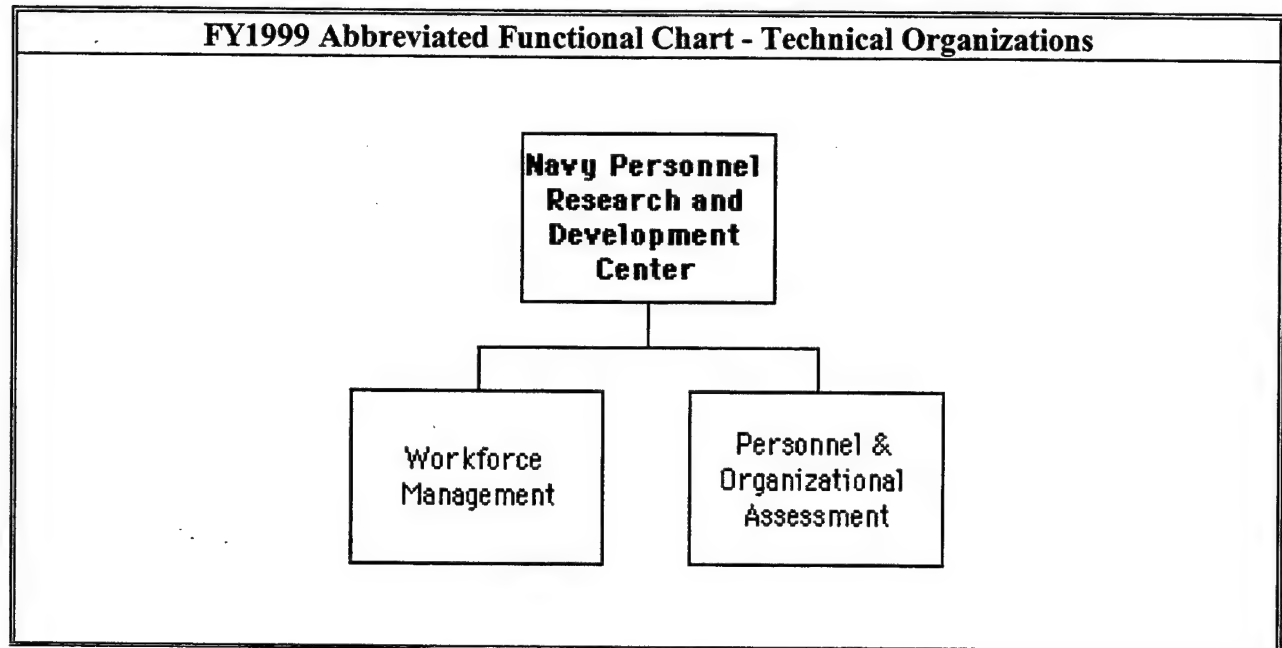 FY1999 Abbreviated Functional Chart - Technical Organizations
Navy Personnel
Research and
Development
Center
Workforce
Management
Personnel &
Organizational
Assessment